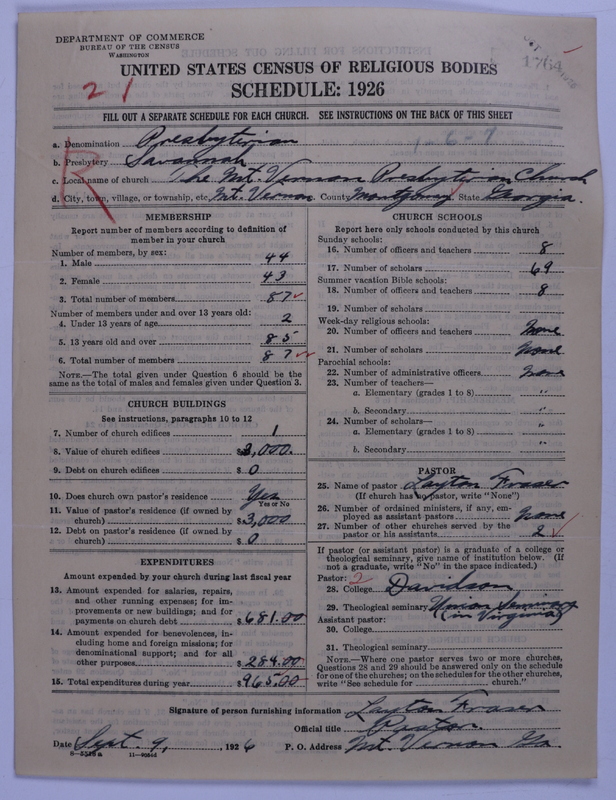 DEPARTMENT OF COMMERCE
BUREAU OF THE CENSUS
WASHINGTON
1764
UNITED STATES CENSUS OF RELIGIOUS BODIES
SCHEDULE: 1926
21
FILL OUT A SEPARATE SCHEDULE FOR EACH CHURCH. SEE INSTRUCTIONS ON THE BACK OF THIS SHEET
1-6-7
a. Denomination Presbyterian
b. Presbytery Savannah
c. Local name of church The Mt. Vernon Presbyterian Church
d. City, town, village, or township, etc. Mt. Vernon County Montgomery State Georgia.
R
MEMBERSHIP
Report number of members according to definition of
member in your church
Number of members, by sex:
1. Male 44
2. Female 43
3. Total number of members 87
Number of members under and over 13 years old:
4. Under 13 years of age 2
5. 13 years old and over 85
6. Total number of members 87
NOTE.—The total given under Question 6 should be
same as the total of males and females given under Question 3.
CHURCH BUILDINGS
See instructions, paragraphs 10 to 12
7. Number of church edifices 1
8. Value of church edifices $3,000.
9. Debt on church edifices $0
10. Does church own pastor's residence Yes
Yes or No
11. Value of pastor's residence (if owned by
church) $3,000
12. Debt on pastor's residence (if owned by
church) $0
EXPENDITURES
Amount expended by your church during last fiscal year
13. Amount expended for salaries, repairs,
and other running expenses; for im-
provements or new buildings; and for
payments on church debt $681.00
14. Amount expended for benevolences, in-
cluding home and foreign missions; for
denominational support; and for all
other purposes $284.00
15. Total expenditures during year $965.00
CHURCH SCHOOLS
Report here only schools conducted by this church
Sunday schools:
16. Number of officers and teachers 8
17. Number of scholars 69
Summer vacation Bible schools:
18. Number of officers and teachers 8
19. Number of scholars
Week-day religious schools:
20. Number of officers and teachers None
21. Number of scholars None
Parochial schools:
22. Number of administrative officers None
23. Number of teachers—
a. Elementary (grades 1 to 8) "
b. Secondary "
24. Number of scholars—
a. Elementary (grades 1 to 8) "
b. Secondary "
PASTOR
25. Name of pastor Layton Fraser
(If church has no pastor, write "None")
26. Number of ordained ministers, if any, em-
ployed as assistant pastors None
27. Number of other churches served by the
pastor or his assistants 2
If pastor (or assistant pastor) is a graduate of a college or
theological seminary, give name of institution below. (If
not a graduate, write "No" in the space indicated.)
Pastor: 2
28. College Davidson
29. Theological seminary Union Seminary
(in Virginia)
Assistant pastor:
30. College
31. Theological seminary
NOTE.—Where one pastor serves two or more churches,
Questions 28 and 29 should be answered only on the schedule
for one of the churches; on the schedules for the other churches,
write "See schedule for church."
Signature of person furnishing information Layton Fraser
Official title Pastor
Date Sept. 9, 1926 P. O. Address Mt. Vernon Ga.